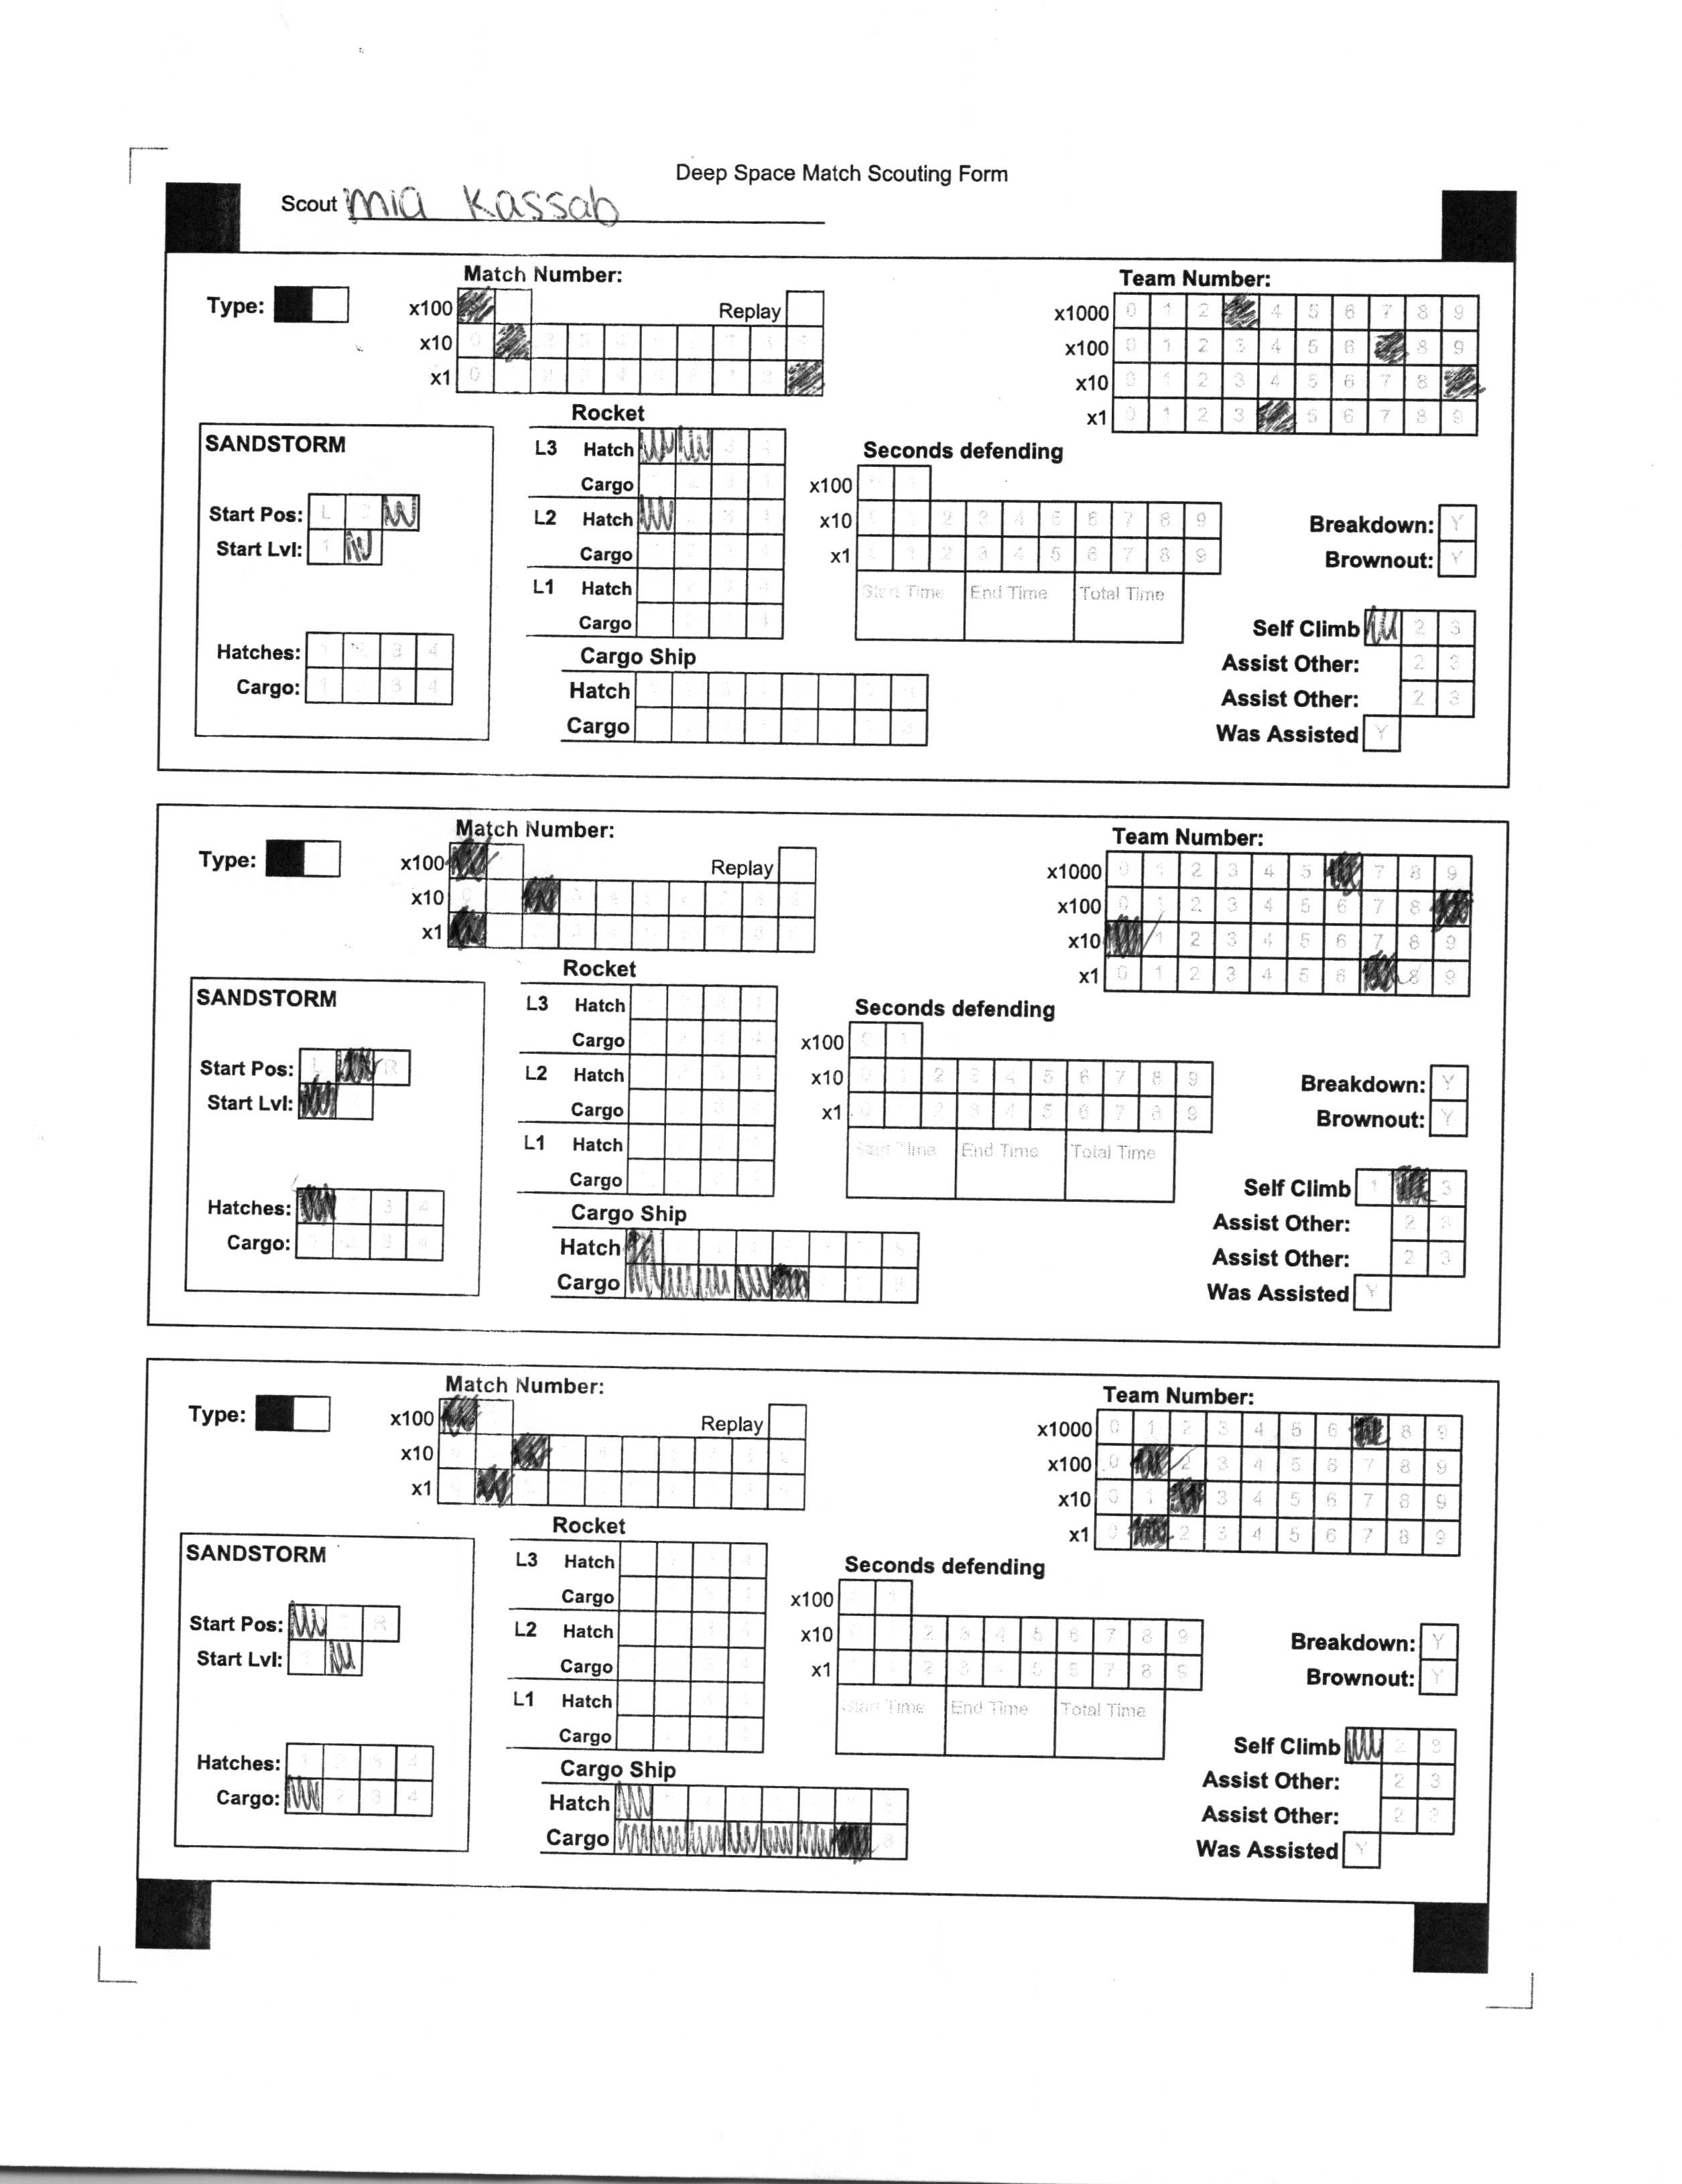 Deep Space Match Scouting Form
Scout mia kassab
Match Number:
Team Number:
Type:
x100
Replay
x1000 0 1 2 4 5 6 7 8 9
x10
x100 0 1 2 3 4 5 6 8 9
x1 0
x10 0 1 2 3 4 5 6 7 8
x1 0 1 2 3 5 6 7 8 9
Rocket
SANDSTORM
L3 Hatch
Cargo
L2 Hatch
Cargo
L1 Hatch
Cargo
Seconds defending
x100
x10 2 3 4 5 6 7 8 9
x1 2 3 4 5 6 7 8 9
Start Time End Time Total Time
Start Pos: L
Start Lvl: 1
Breakdown: Y
Brownout: Y
Hatches: 1 3 4
Cargo: 1 3 4
Self Climb 2 3
Assist Other: 2 3
Assist Other: 2 3
Was Assisted Y
Cargo Ship
Hatch
Cargo
Match Number:
Team Number:
Type:
x100
Replay
x1000 0 1 2 3 4 5 7 8 9
x10
x100 0 1 2 3 4 5 6 7 8
x1
x10 1 2 3 4 5 6 7 8 9
x1 0 1 2 3 4 5 6 8 9
Rocket
SANDSTORM
L3 Hatch
Cargo
L2 Hatch
Cargo
L1 Hatch
Cargo
Seconds defending
x100
x10 2 3 4 5 6 7 8 9
x1 2 3 4 5 6 7 8 9
Start Time End Time Total Time
Start Pos: L R
Start Lvl:
Breakdown: Y
Brownout: Y
Hatches: 3 4
Cargo:
Self Climb 1 3
Assist Other: 2 3
Assist Other: 2 3
Was Assisted Y
Cargo Ship
Hatch
Cargo
Match Number:
Team Number:
Type:
x100
Replay
x1000 0 1 2 3 4 5 6 8 9
x10
x100 0 2 3 4 5 6 7 8 9
x1
x10 0 1 3 4 5 6 7 8 9
x1 0 2 3 4 5 6 7 8 9
Rocket
SANDSTORM
L3 Hatch
Cargo
L2 Hatch
Cargo
L1 Hatch
Cargo
Seconds defending
x100
x10 2 3 4 5 6 7 8 9
x1 2 3 4 5 6 7 8 9
Start Time End Time Total Time
Start Pos: R
Start Lvl:
Breakdown: Y
Brownout: Y
Hatches: 1 2 3 4
Cargo: 2 3 4
Self Climb 2 3
Assist Other: 2 3
Assist Other: 2 3
Was Assisted Y
Cargo Ship
Hatch
Cargo 8